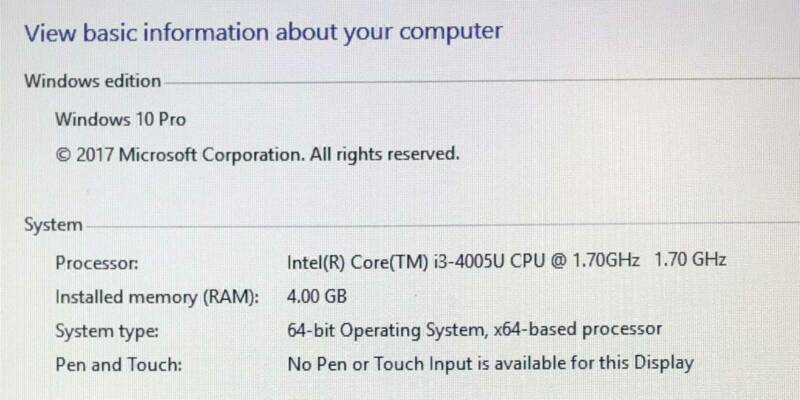 View basic information about your computer
Windows edition
Windows 10 Pro
© 2017 Microsoft Corporation. All rights reserved.
System
Processor: Intel(R) Core(TM) i3-4005U CPU @ 1.70GHz 1.70 GHz
Installed memory (RAM): 4.00 GB
System type: 64-bit Operating System, x64-based processor
Pen and Touch: No Pen or Touch Input is available for this Display